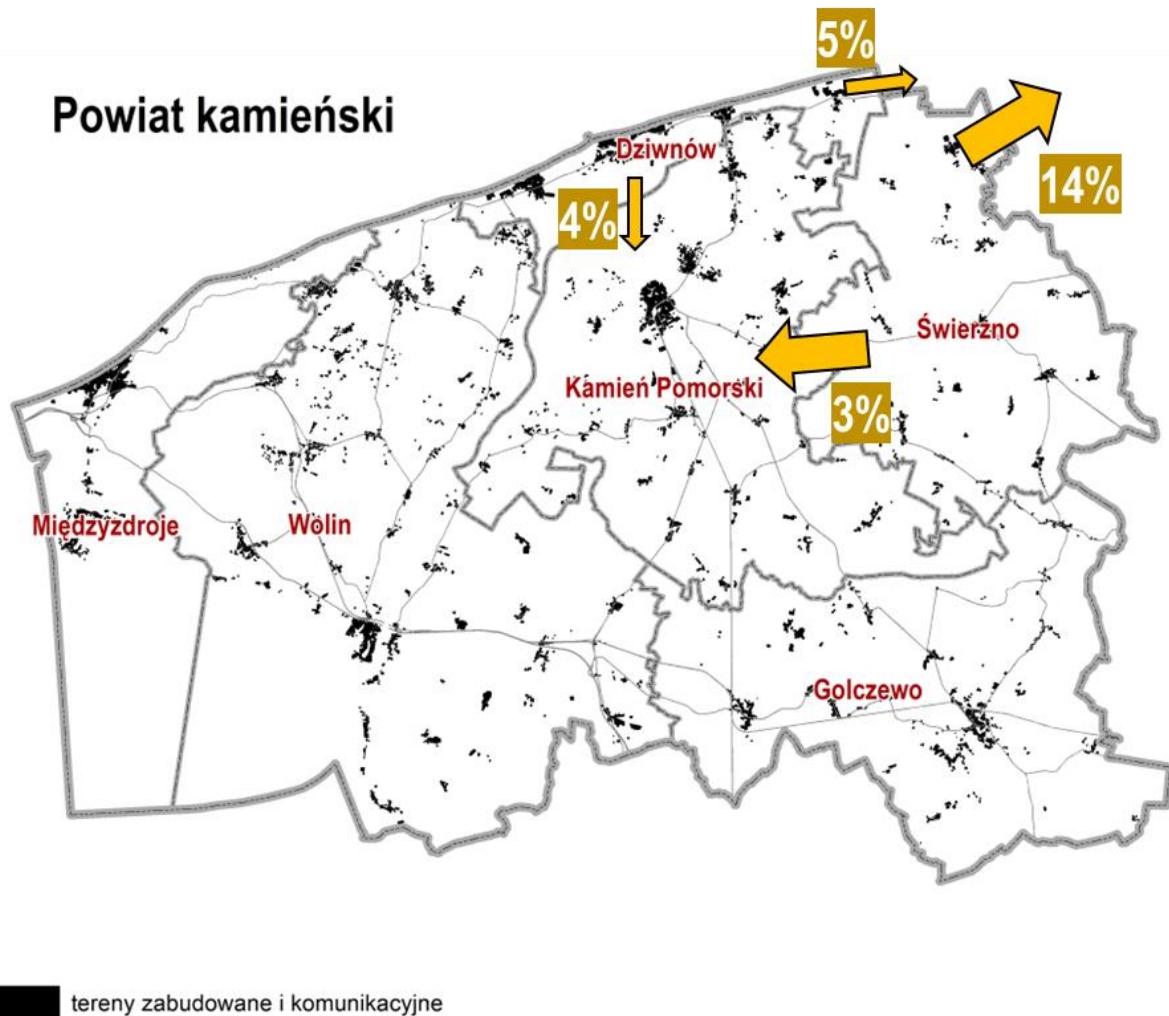 5%
Powiat kamieński
Dziwnów
14%
4%
Świerzno
Kamień Pomorski
3%
Międzyzdroje
Wolin
Golczewo
tereny zabudowane i komunikacyjne